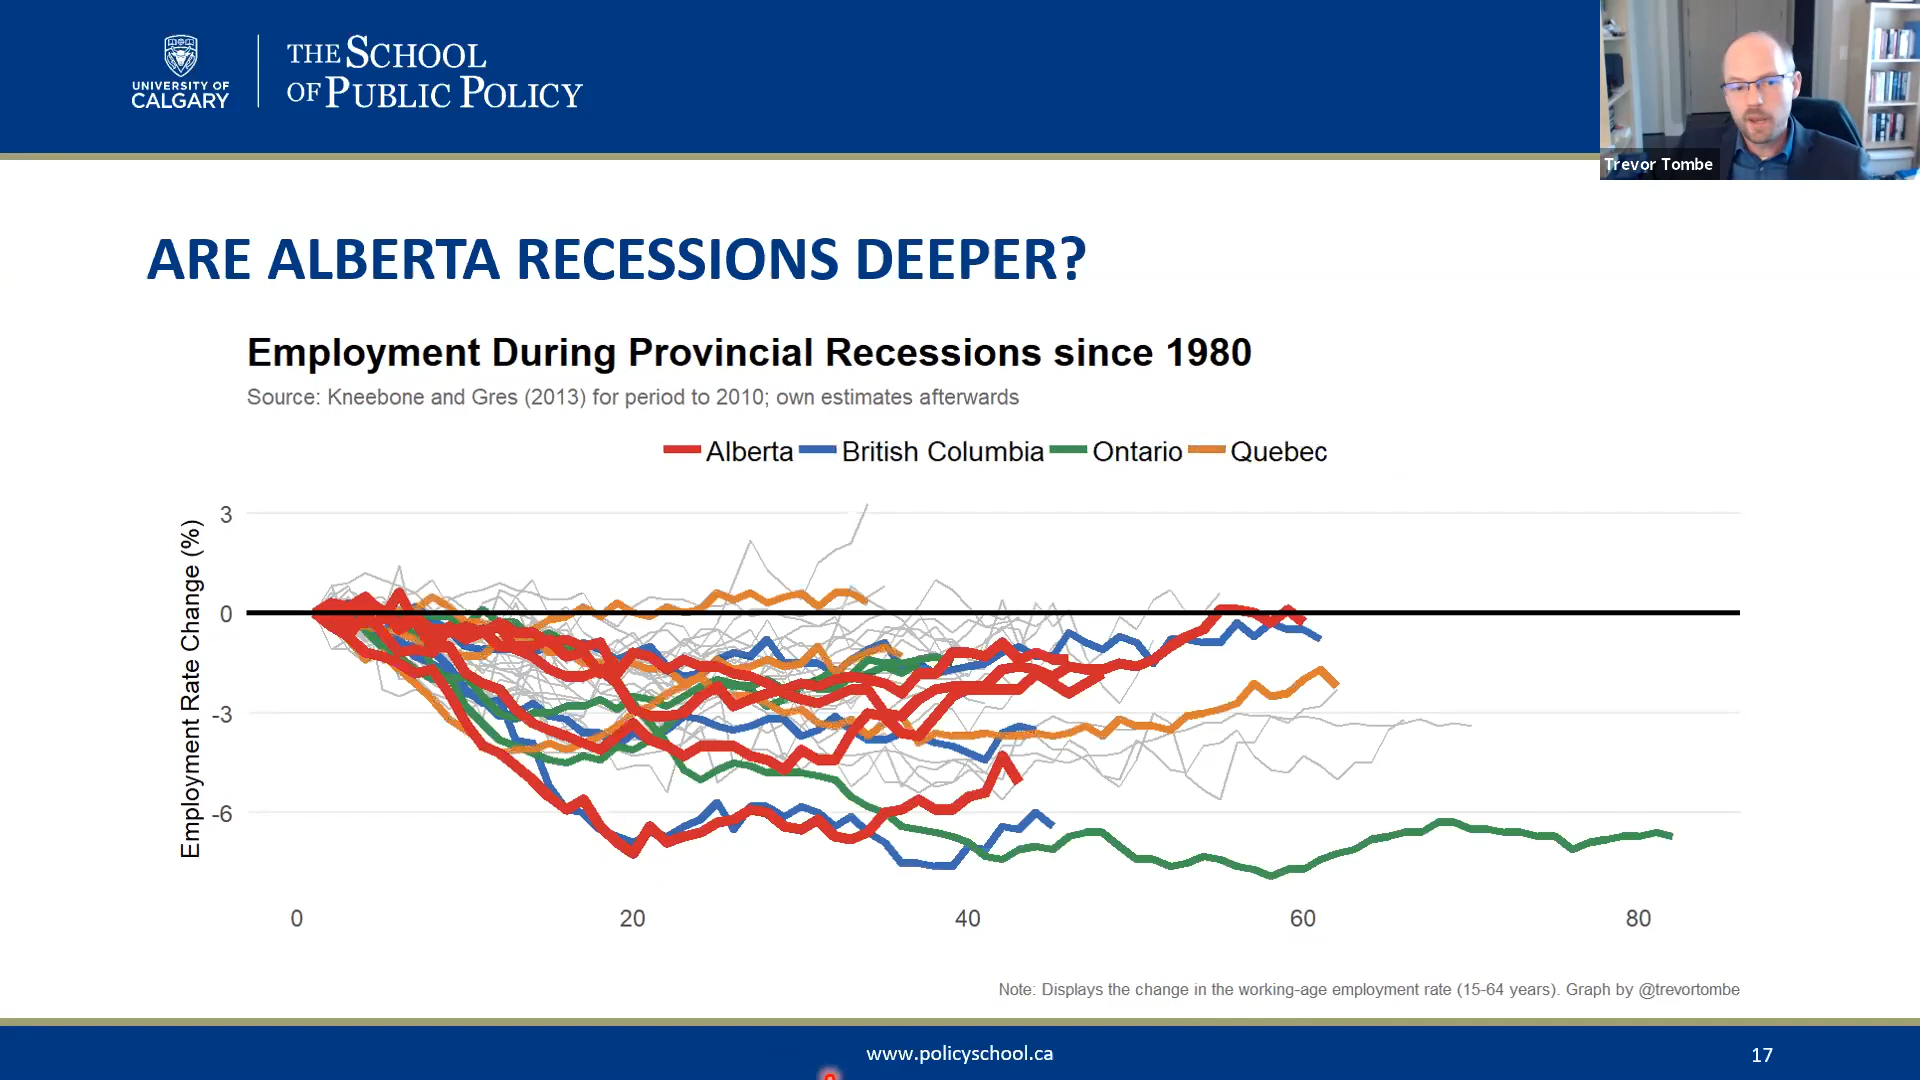 UNIVERSITY OF
CALGARY
THE SCHOOL
OF PUBLIC POLICY
Trevor Tombe
ARE ALBERTA RECESSIONS DEEPER?
Employment During Provincial Recessions since 1980
Source: Kneebone and Gres (2013) for period to 2010; own estimates afterwards
Alberta British Columbia Ontario Quebec
Employment Rate Change (%)
3
0
-3
-6
0 20 40 60 80
Note: Displays the change in the working-age employment rate (15-64 years). Graph by @trevortombe
www.policyschool.ca
17